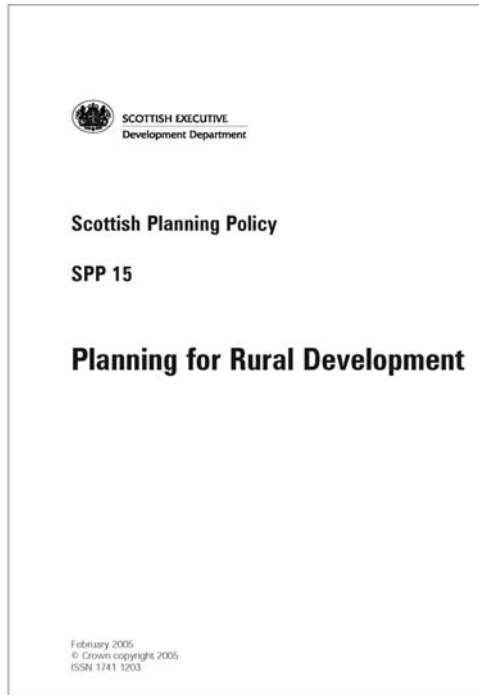 SCOTTISH EXECUTIVE
Development Department
Scottish Planning Policy
SPP 15
Planning for Rural Development
February 2005
© Crown copyright 2005
ISSN 1741 1203